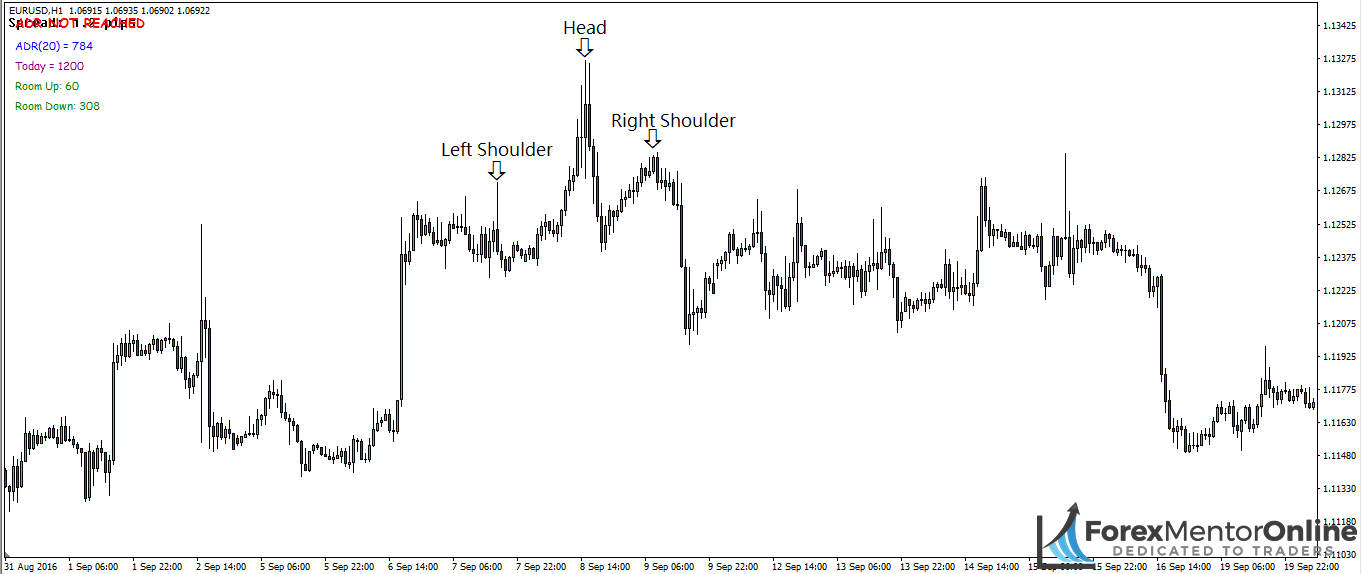 EURUSD,H1 1.06915 1.06935 1.06902 1.06922
ADR NOT REACHED
ADR(20) = 784
Today = 1200
Room Up: 60
Room Down: 308
Head
Right Shoulder
Left Shoulder
1.13425
1.13275
1.13125
1.12975
1.12825
1.12675
1.12525
1.12375
1.12225
1.12075
1.11925
1.11775
1.11630
1.11480
1.11330
1.11180
1.11030
ForexMentorOnline
DEDICATED TO TRADERS
31 Aug 2016 1 Sep 06:00 1 Sep 22:00 2 Sep 14:00 5 Sep 06:00 5 Sep 22:00 6 Sep 14:00 7 Sep 06:00 7 Sep 22:00 8 Sep 14:00 9 Sep 06:00 9 Sep 22:00 12 Sep 14:00 13 Sep 06:00 13 Sep 22:00 14 Sep 14:00 15 Sep 22:00 16 Sep 14:00 19 Sep 06:00 19 Sep 22:00